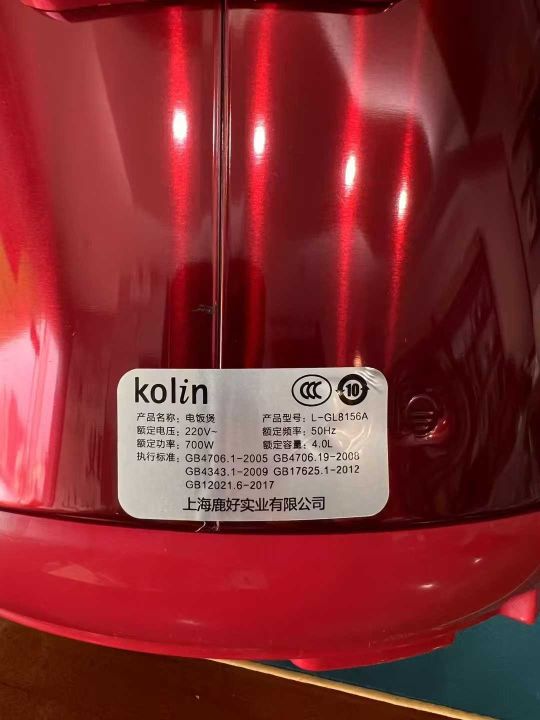 kolin
CCC
10
产品名称：电饭煲 产品型号：L-GL8156A
额定电压：220V~ 额定频率：50Hz
额定功率：700W 额定容量：4.0L
执行标准：GB4706.1-2005 GB4706.19-2008
GB4343.1-2009 GB17625.1-2012
GB12021.6-2017
上海鹿好实业有限公司